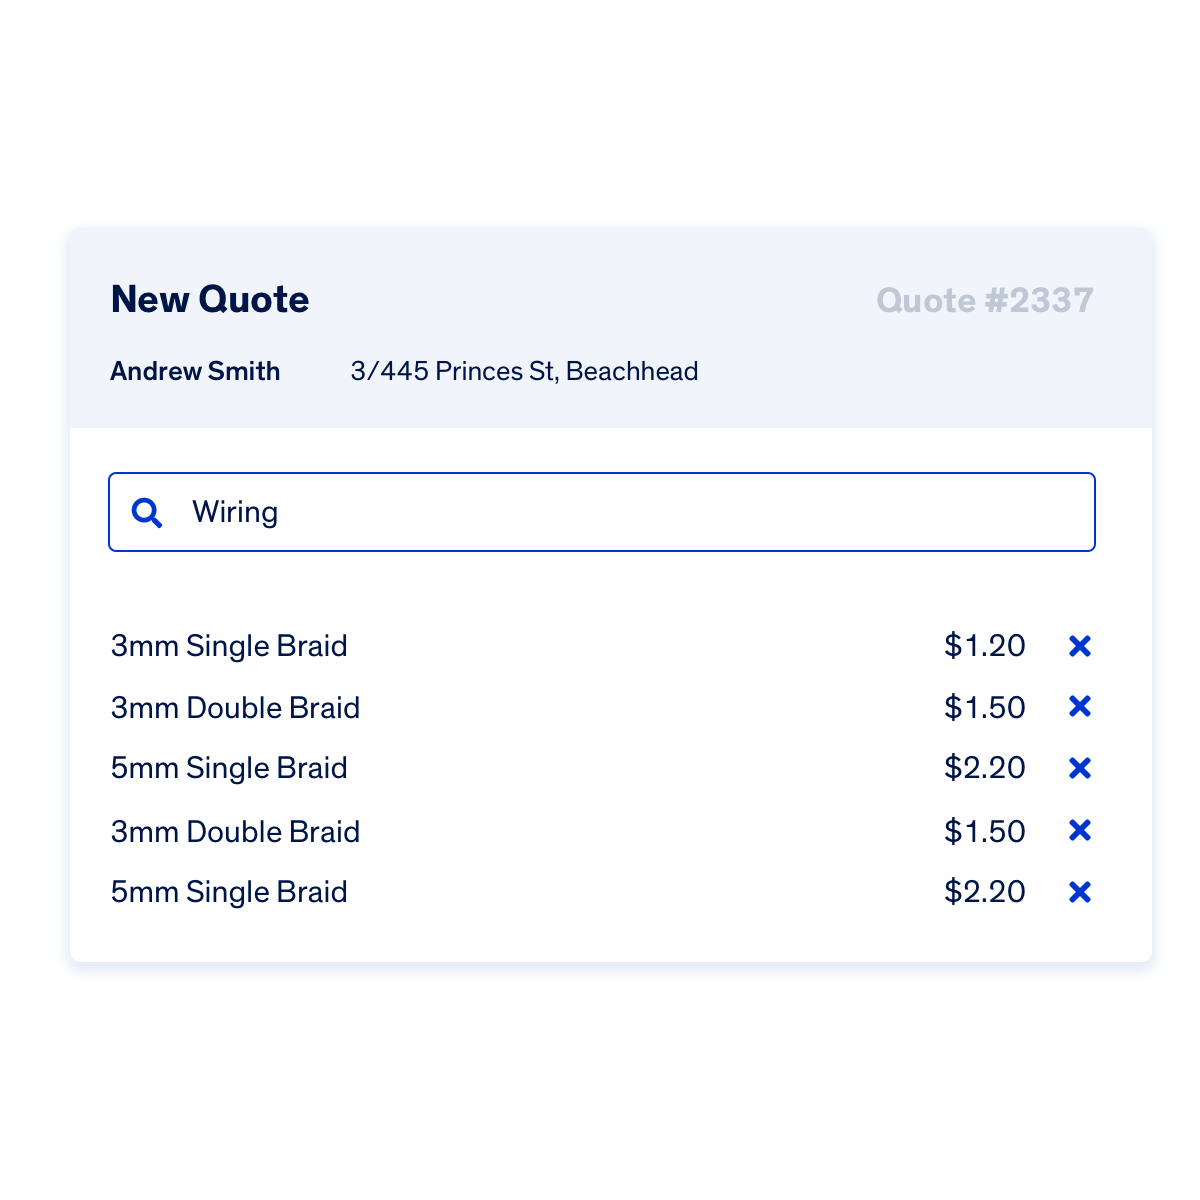 New Quote Quote #2337
Andrew Smith 3/445 Princes St, Beachhead
Wiring
3mm Single Braid $1.20
3mm Double Braid $1.50
5mm Single Braid $2.20
3mm Double Braid $1.50
5mm Single Braid $2.20